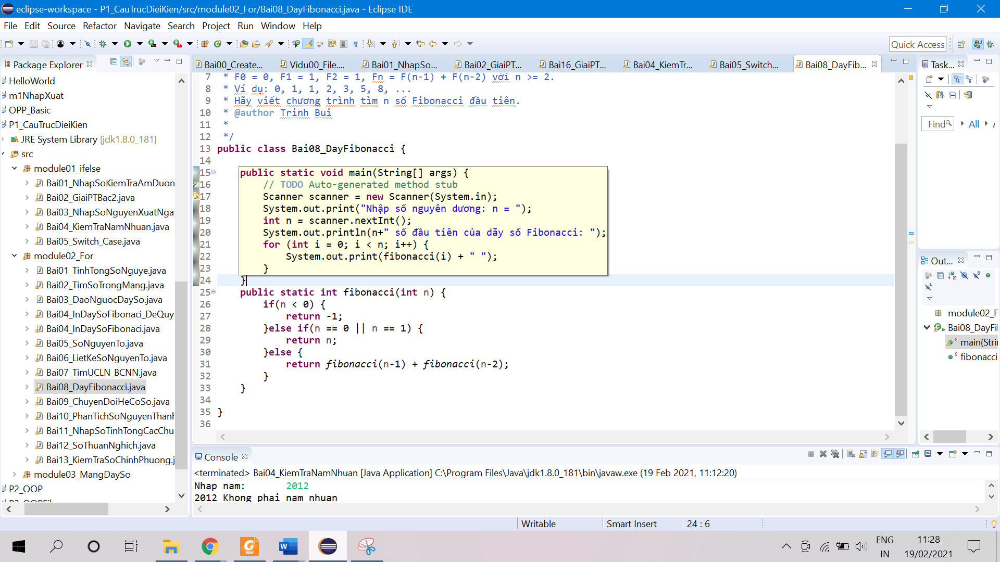 eclipse-workspace - P1_CauTrucDieiKien/src/module02_For/Bai08_DayFibonacci.java - Eclipse IDE
File Edit Source Refactor Navigate Search Project Run Window Help
Quick Access
Package Explorer
HelloWorld
m1NhapXuat
OPP_Basic
P1_CauTrucDieiKien
JRE System Library [jdk1.8.0_181]
src
module01_ifelse
Bai01_NhapSoKiemTraAmDuon
Bai02_GiaiPTBac2.java
Bai03_NhapSoNguyenXuatNga
Bai04_KiemTraNamNhuan.java
Bai05_Switch_Case.java
module02_For
Bai01_TinhTongSoNguye.java
Bai02_TimSoTrongMang.java
Bai03_DaoNguocDaySo.java
Bai04_InDaySoFibonaci_DeQuy
Bai04_InDaySoFibonaci.java
Bai05_SoNguyenTo.java
Bai06_LietKeSoNguyenTo.java
Bai07_TimUCLN_BCNN.java
Bai08_DayFibonacci.java
Bai09_ChuyenDoiHeCoSo.java
Bai10_PhanTichSoNguyenThanh
Bai11_NhapSoTinhTongCacChu
Bai12_SoThuanNghich.java
Bai13_KiemTraSoChinhPhuong.j
module03_MangDaySo
P2_OOP
Bai00_Create... Vidu00_File.... Bai01_NhapSo... Bai02_GiaiPT... Bai16_GiaiPT... Bai04_KiemTr... Bai05_Switch... Bai08_DayFib...
7 * F0 = 0, F1 = 1, F2 = 1, Fn = F(n-1) + F(n-2) với n >= 2.
8 * Ví dụ: 0, 1, 1, 2, 3, 5, 8, ...
9 * Hãy viết chương trình tìm n số Fibonacci đầu tiên.
10 * @author Trinh Bui
11 *
12 */
13 public class Bai08_DayFibonacci {
14
15 public static void main(String[] args) {
16 // TODO Auto-generated method stub
17 Scanner scanner = new Scanner(System.in);
18 System.out.print("Nhập số nguyên dương: n = ");
19 int n = scanner.nextInt();
20 System.out.println(n+" số đầu tiên của dãy số Fibonacci: ");
21 for (int i = 0; i < n; i++) {
22 System.out.print(fibonacci(i) + " ");
23 }
24 }
25 public static int fibonacci(int n) {
26 if(n < 0) {
27 return -1;
28 }else if(n == 0 || n == 1) {
29 return n;
30 }else {
31 return fibonacci(n-1) + fibonacci(n-2);
32 }
33 }
34
35 }
36
Task...
Find All
Out...
module02_F
Bai08_DayFi
main(Strin
fibonacci
Console
<terminated> Bai04_KiemTraNamNhuan [Java Application] C:\Program Files\Java\jdk1.8.0_181\bin\javaw.exe (19 Feb 2021, 11:12:20)
Nhap nam: 2012
2012 Khong phai nam nhuan
Writable Smart Insert 24 : 6
ENG
IN
11:28
19/02/2021